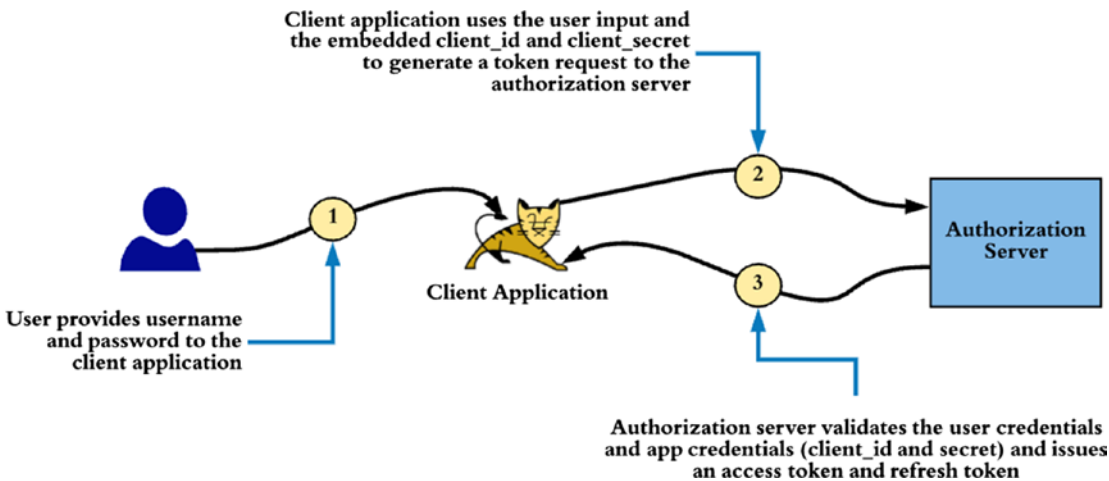 Client application uses the user input and
the embedded client_id and client_secret
to generate a token request to the
authorization server
2
1
Authorization
Server
3
Client Application
User provides username
and password to the
client application
Authorization server validates the user credentials
and app credentials (client_id and secret) and issues
an access token and refresh token